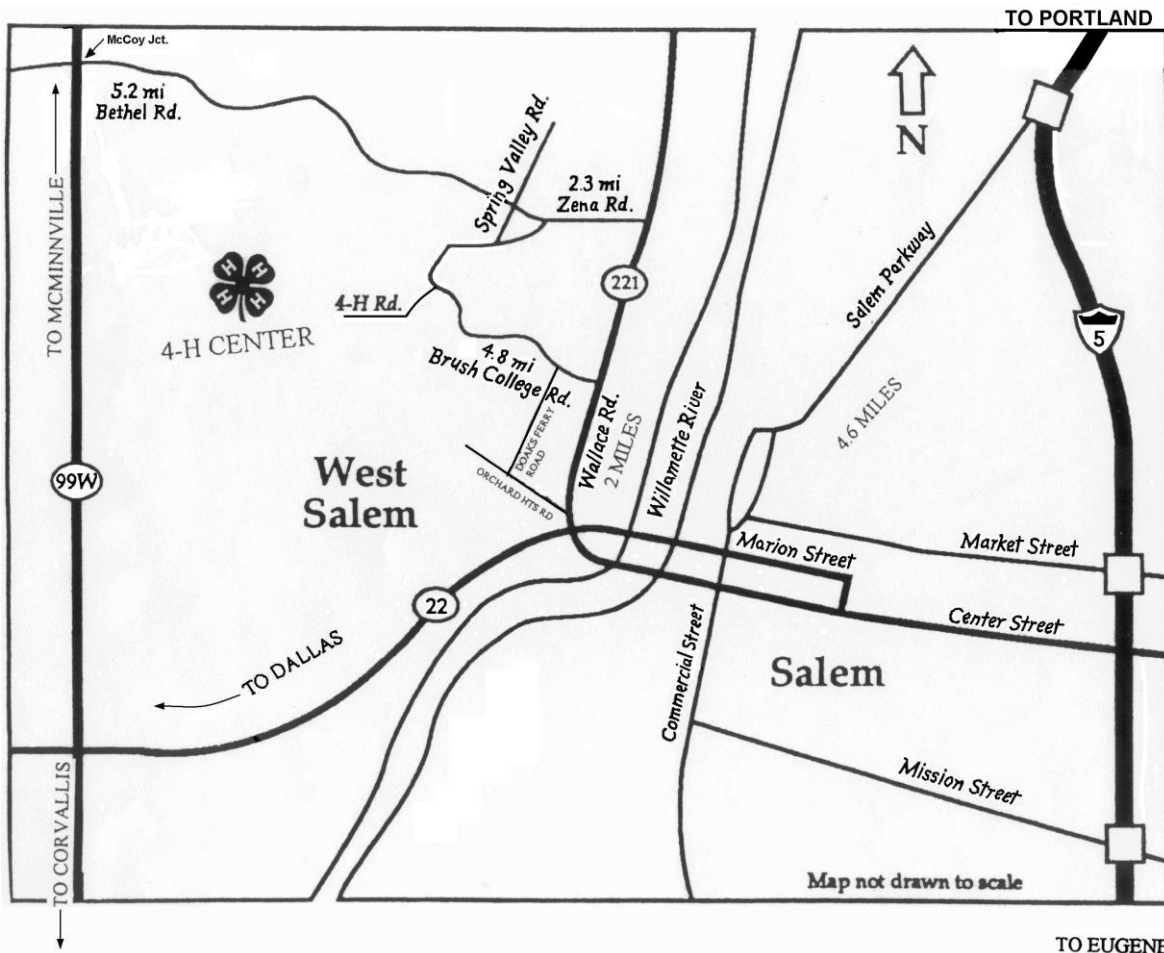 TO PORTLAND
McCoy Jct.
5.2 mi
Bethel Rd.
N
Spring Valley Rd.
2.3 mi
Zena Rd.
TO MCMINNVILLE
H H
H H
4-H CENTER
4-H Rd.
221
Salem Parkway
5
4.8 mi
Brush College Rd.
DOAKS FERRY
ROAD
ORCHARD HTS RD
Wallace Rd.
2 MILES
Willamette River
4.6 MILES
99W
West
Salem
Marion Street
Market Street
22
Center Street
TO DALLAS
Commercial Street
Salem
Mission Street
TO CORVALLIS
Map not drawn to scale
TO EUGENE